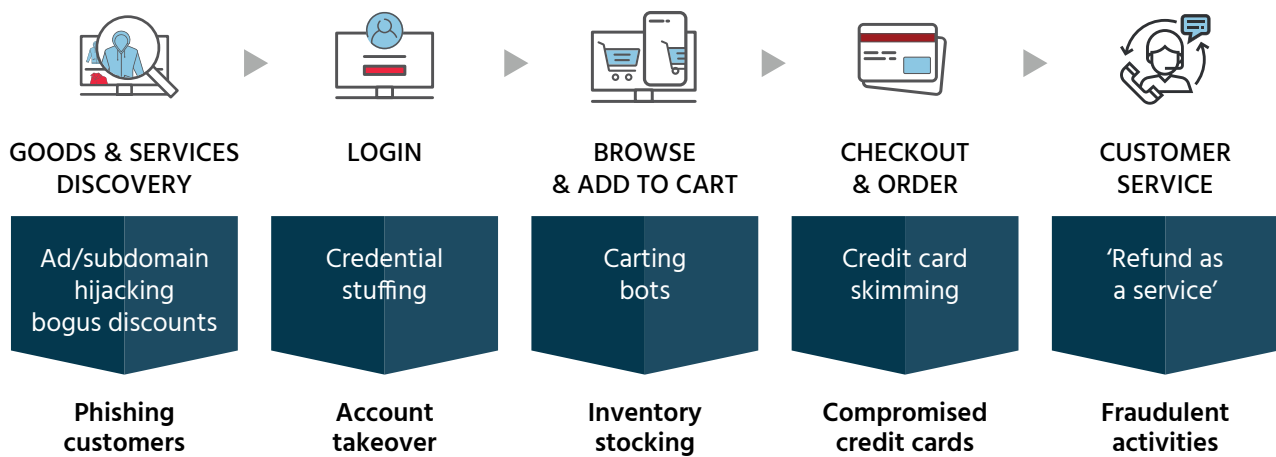 GOODS & SERVICES
DISCOVERY
LOGIN
BROWSE
& ADD TO CART
CHECKOUT
& ORDER
CUSTOMER
SERVICE
Ad/subdomain
hijacking
bogus discounts
Credential
stuffing
Carting
bots
Credit card
skimming
‘Refund as
a service’
Phishing
customers
Account
takeover
Inventory
stocking
Compromised
credit cards
Fraudulent
activities